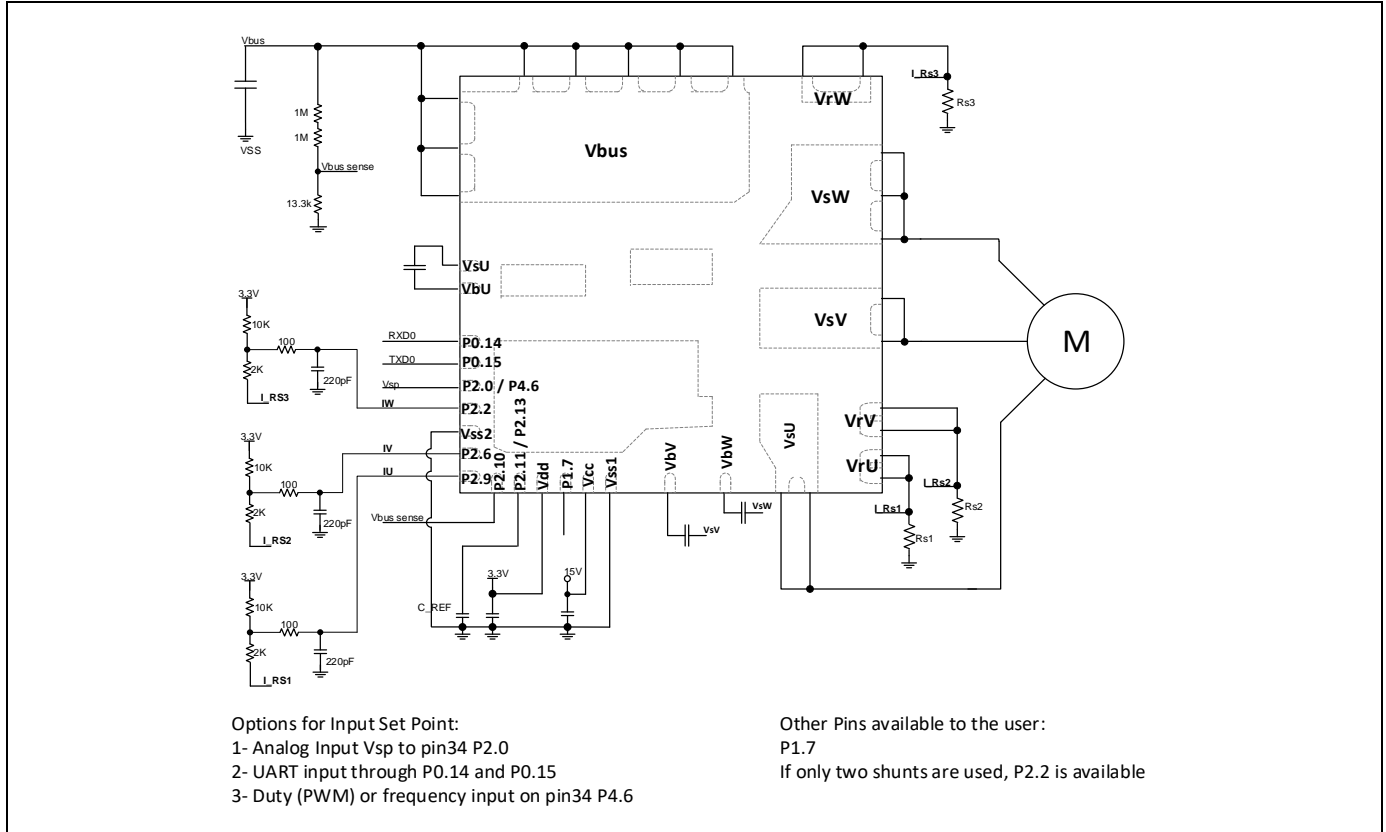 Vbus
1M
1M
VSS
Vbus sense
13.3k
Vbus
VrW
I_Rs3
Rs3
VsW
VsU
VbU
VsV
M
3.3V
10K
100
2K
220pF
I_RS3
RXD0
P0.14
TXD0
P0.15
Vsp
P2.0 / P4.6
IW
P2.2
Vss2
IV
P2.6
IU
P2.9
3.3V
10K
100
2K
220pF
I_RS2
Vbus sense
P2.10
P2.11 / P2.13
Vdd
P1.7
Vcc
Vss1
VbV
VbW
VsU
VrV
VrU
VsW
VsV
I_Rs2
Rs2
I_Rs1
Rs1
3.3V
15V
C_REF
3.3V
10K
100
2K
220pF
I_RS1
Options for Input Set Point:
1- Analog Input Vsp to pin34 P2.0
2- UART input through P0.14 and P0.15
3- Duty (PWM) or frequency input on pin34 P4.6
Other Pins available to the user:
P1.7
If only two shunts are used, P2.2 is available